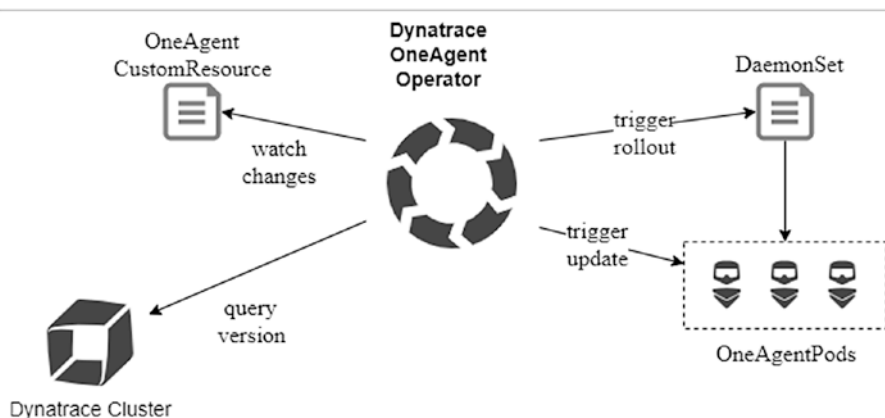 OneAgent
CustomResource
Dynatrace
OneAgent
Operator
DaemonSet
watch
changes
trigger
rollout
trigger
update
query
version
OneAgentPods
Dynatrace Cluster